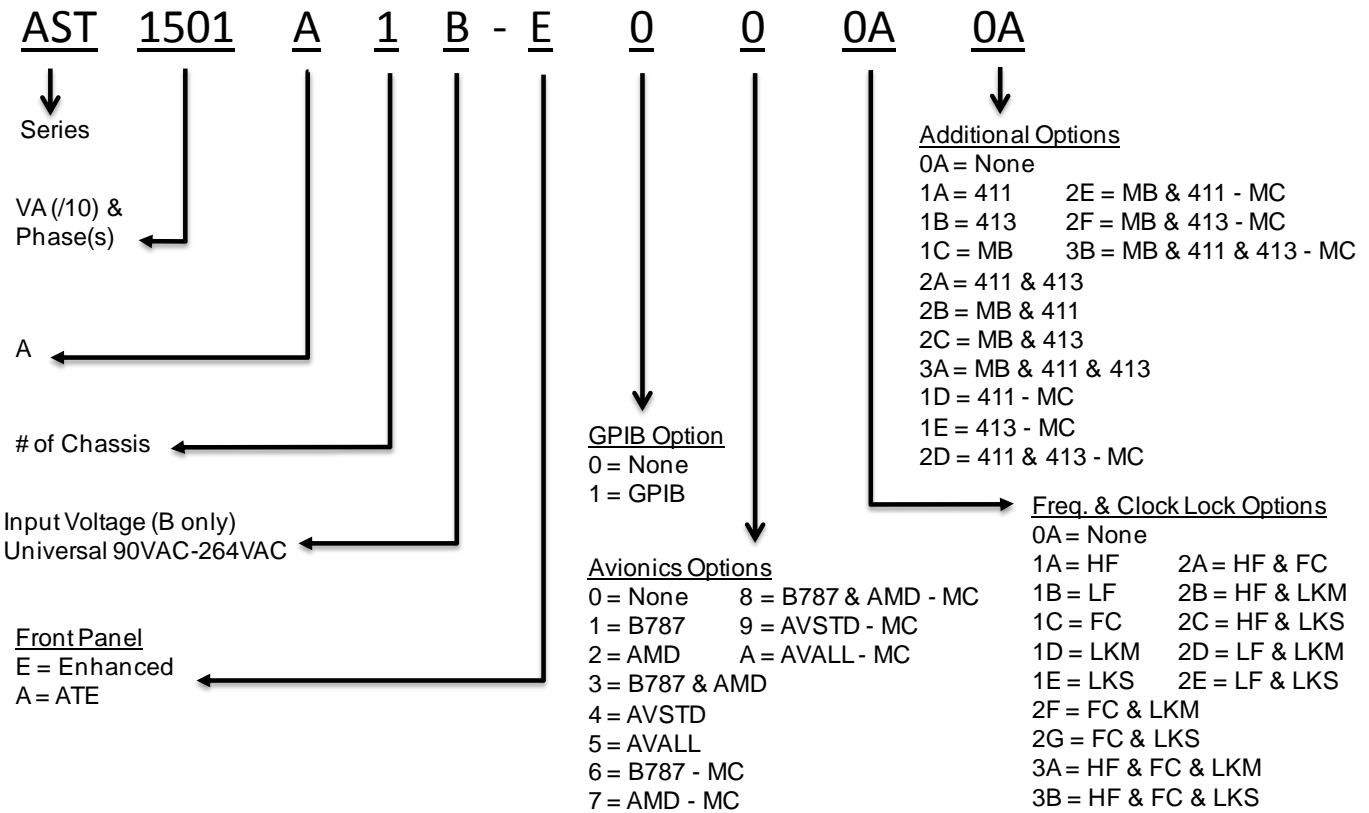 AST 1501 A 1 B - E 0 0 0A 0A
Series
VA (/10) &
Phase(s)
A
# of Chassis
Input Voltage (B only)
Universal 90VAC-264VAC
Front Panel
E = Enhanced
A = ATE
GPIB Option
0 = None
1 = GPIB
Avionics Options
0 = None 8 = B787 & AMD - MC
1 = B787 9 = AVSTD - MC
2 = AMD A = AVALL - MC
3 = B787 & AMD
4 = AVSTD
5 = AVALL
6 = B787 - MC
7 = AMD - MC
Additional Options
0A = None
1A = 411 2E = MB & 411 - MC
1B = 413 2F = MB & 413 - MC
1C = MB 3B = MB & 411 & 413 - MC
2A = 411 & 413
2B = MB & 411
2C = MB & 413
3A = MB & 411 & 413
1D = 411 - MC
1E = 413 - MC
2D = 411 & 413 - MC
Freq. & Clock Lock Options
0A = None
1A = HF 2A = HF & FC
1B = LF 2B = HF & LKM
1C = FC 2C = HF & LKS
1D = LKM 2D = LF & LKM
1E = LKS 2E = LF & LKS
2F = FC & LKM
2G = FC & LKS
3A = HF & FC & LKM
3B = HF & FC & LKS